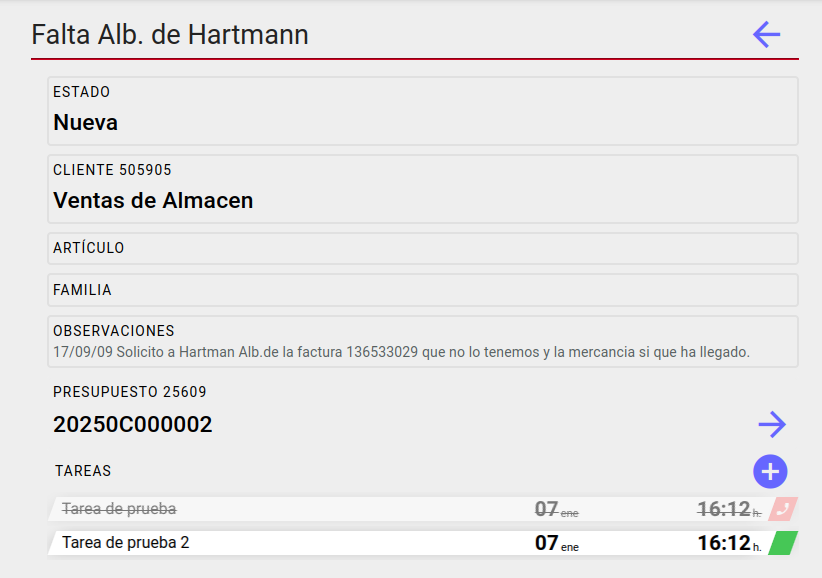 Falta Alb. de Hartmann
ESTADO
Nueva
CLIENTE 505905
Ventas de Almacen
ARTÍCULO
FAMILIA
OBSERVACIONES
17/09/09 Solicito a Hartman Alb.de la factura 136533029 que no lo tenemos y la mercancia si que ha llegado.
PRESUPUESTO 25609
20250C000002
TAREAS
Tarea de prueba 07 ene 16:12 h.
Tarea de prueba 2 07 ene 16:12 h.